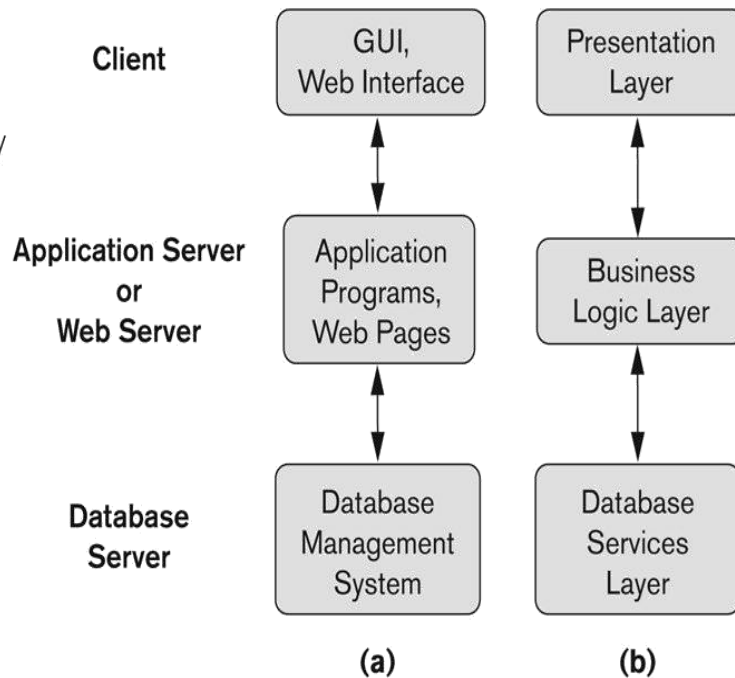 Client
GUI,
Web Interface
Presentation
Layer
Application Server
or
Web Server
Application
Programs,
Web Pages
Business
Logic Layer
Database
Server
Database
Management
System
Database
Services
Layer
(a)
(b)